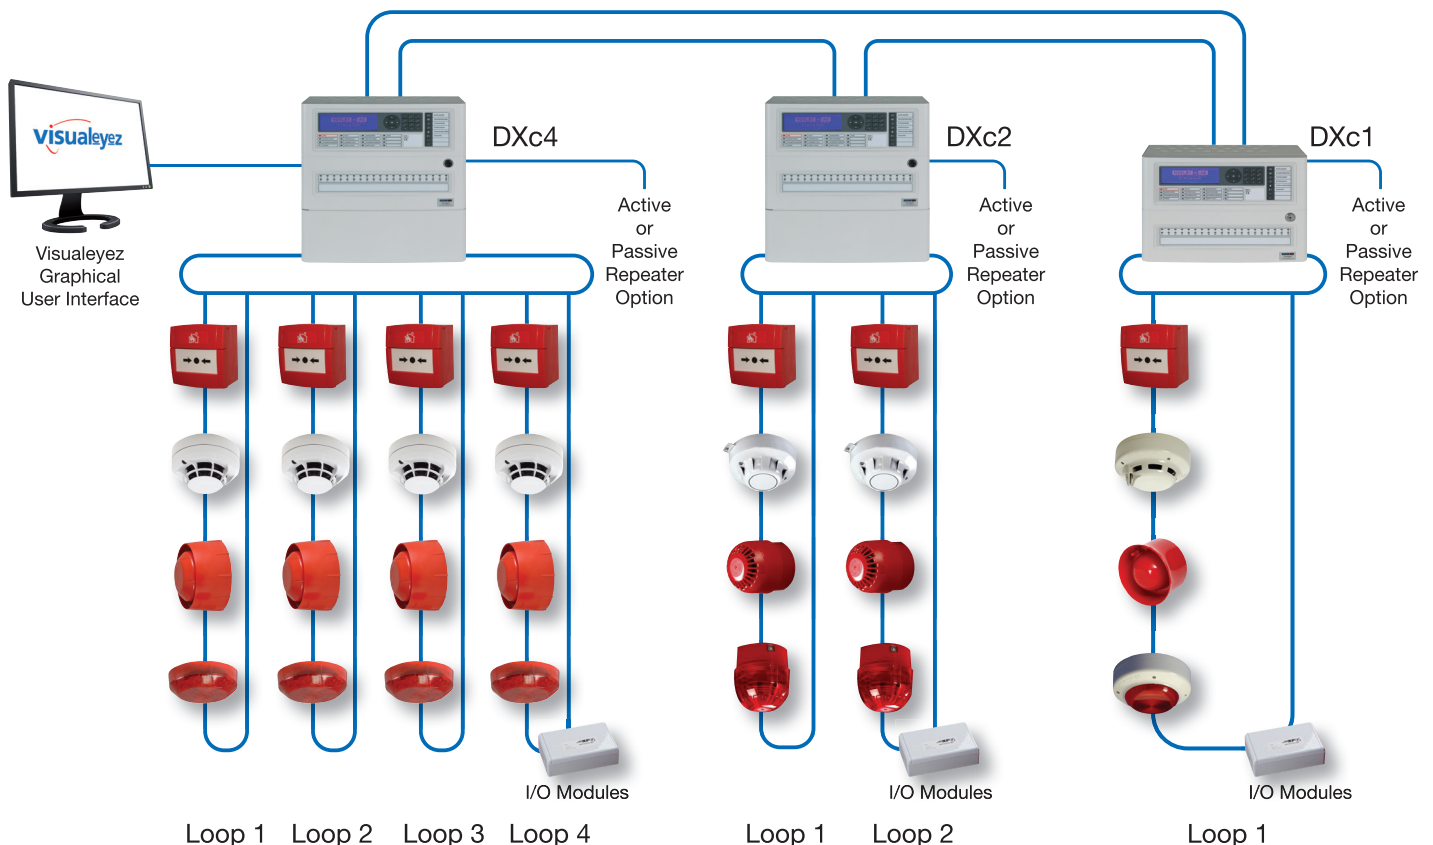 DXc4
DXc2
DXc1
visualeyez
Visualeyez
Graphical
User Interface
Active
or
Passive
Repeater
Option
Active
or
Passive
Repeater
Option
Active
or
Passive
Repeater
Option
I/O Modules
I/O Modules
I/O Modules
Loop 1
Loop 2
Loop 3
Loop 4
Loop 1
Loop 2
Loop 1